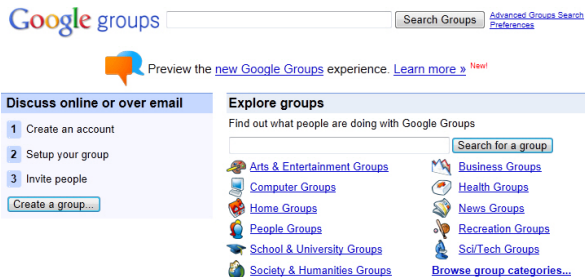 Google groups
Search Groups
Advanced Groups Search
Preferences
Preview the new Google Groups experience. Learn more » New!
Discuss online or over email
1 Create an account
2 Setup your group
3 Invite people
Create a group...
Explore groups
Find out what people are doing with Google Groups
Search for a group
Arts & Entertainment Groups
Business Groups
Computer Groups
Health Groups
Home Groups
News Groups
People Groups
Recreation Groups
School & University Groups
Sci/Tech Groups
Society & Humanities Groups
Browse group categories...